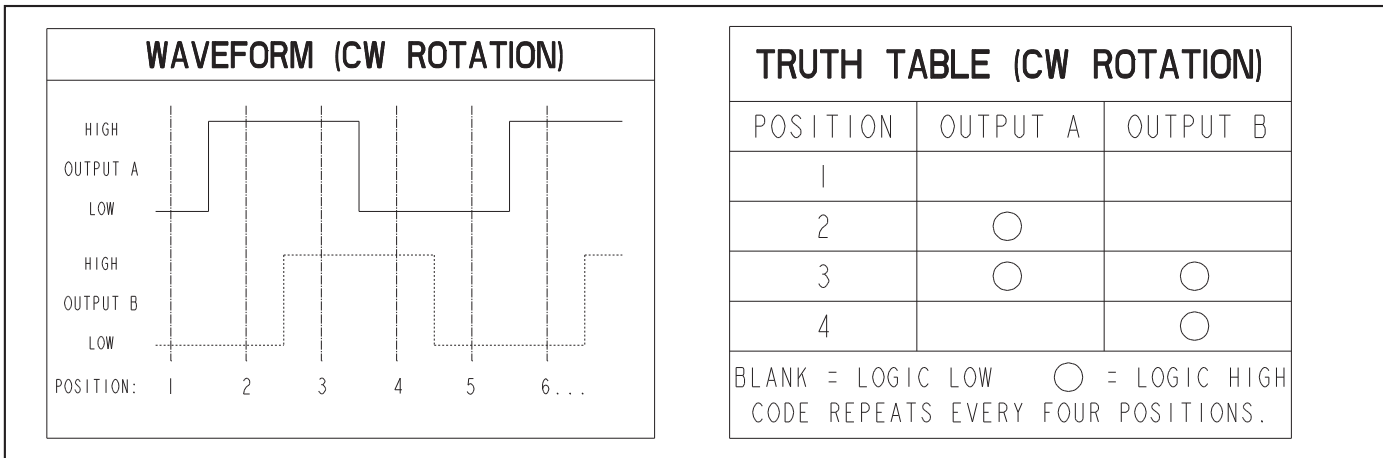 WAVEFORM (CW ROTATION)
HIGH
OUTPUT A
LOW
HIGH
OUTPUT B
LOW
POSITION: 1 2 3 4 5 6...
TRUTH TABLE (CW ROTATION)
POSITION OUTPUT A OUTPUT B
1
2
3
4
BLANK = LOGIC LOW ◯ = LOGIC HIGH
CODE REPEATS EVERY FOUR POSITIONS.